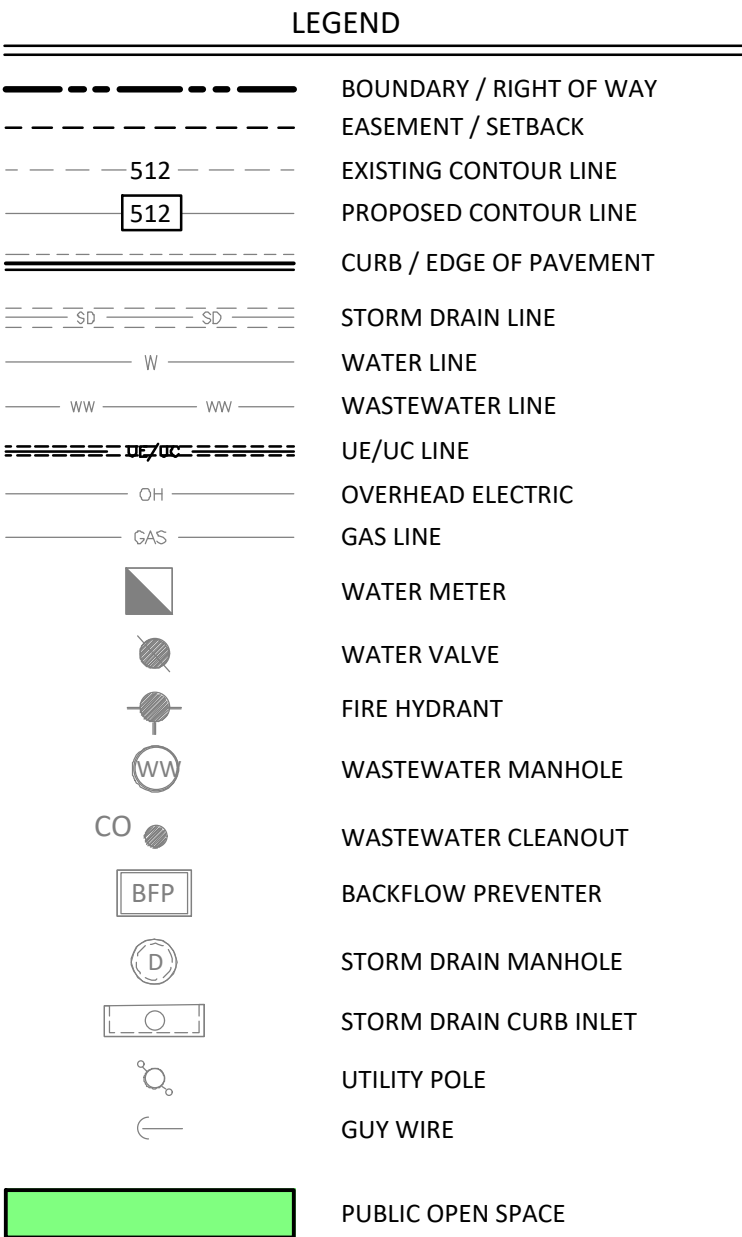 LEGEND
BOUNDARY / RIGHT OF WAY
EASEMENT / SETBACK
512 EXISTING CONTOUR LINE
512 PROPOSED CONTOUR LINE
CURB / EDGE OF PAVEMENT
SD SD STORM DRAIN LINE
W WATER LINE
WW WW WASTEWATER LINE
UE/UC UE/UC LINE
OH OVERHEAD ELECTRIC
GAS GAS LINE
WATER METER
WATER VALVE
FIRE HYDRANT
WW WASTEWATER MANHOLE
CO WASTEWATER CLEANOUT
BFP BACKFLOW PREVENTER
D STORM DRAIN MANHOLE
STORM DRAIN CURB INLET
UTILITY POLE
GUY WIRE
PUBLIC OPEN SPACE